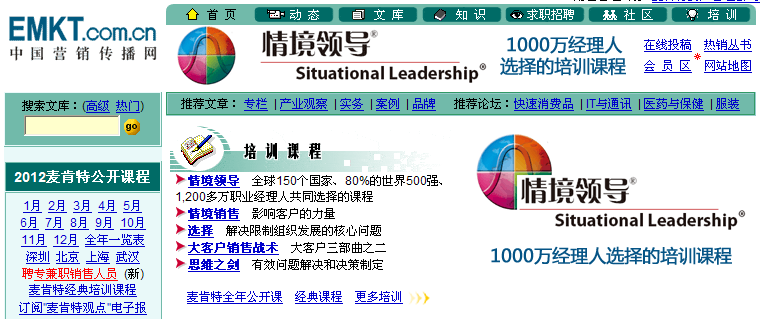 EMKT.com.cn
中国营销传播网
首 页 动 态 文 库 知 识 求职招聘 社 区 培 训
情境领导®
Situational Leadership®
1000万经理人
选择的培训课程
在线投稿 热销丛书
会 员 区 * 网站地图
搜索文库：(高级 热门)
go
推荐文章： 专栏 | 产业观察 | 实务 | 案例 | 品牌 推荐论坛： 快速消费品 | IT与通讯 | 医药与保健 | 服装
2012麦肯特公开课程
1月 2月 3月 4月 5月
6月 7月 8月 9月 10月
11月 12月 全年一览表
深圳 北京 上海 武汉
聘专兼职销售人员 (新)
麦肯特经典培训课程
订阅"麦肯特观点"电子报
培训课程
情境领导 全球150个国家、80%的世界500强、
1,200多万职业经理人共同选择的课程
情境销售 影响客户的力量
选择 解决限制组织发展的核心问题
大客户销售战术 大客户三部曲之二
思维之剑 有效问题解决和决策制定
麦肯特全年公开课 经典课程 更多培训
情境领导®
Situational Leadership®
1000万经理人选择的培训课程